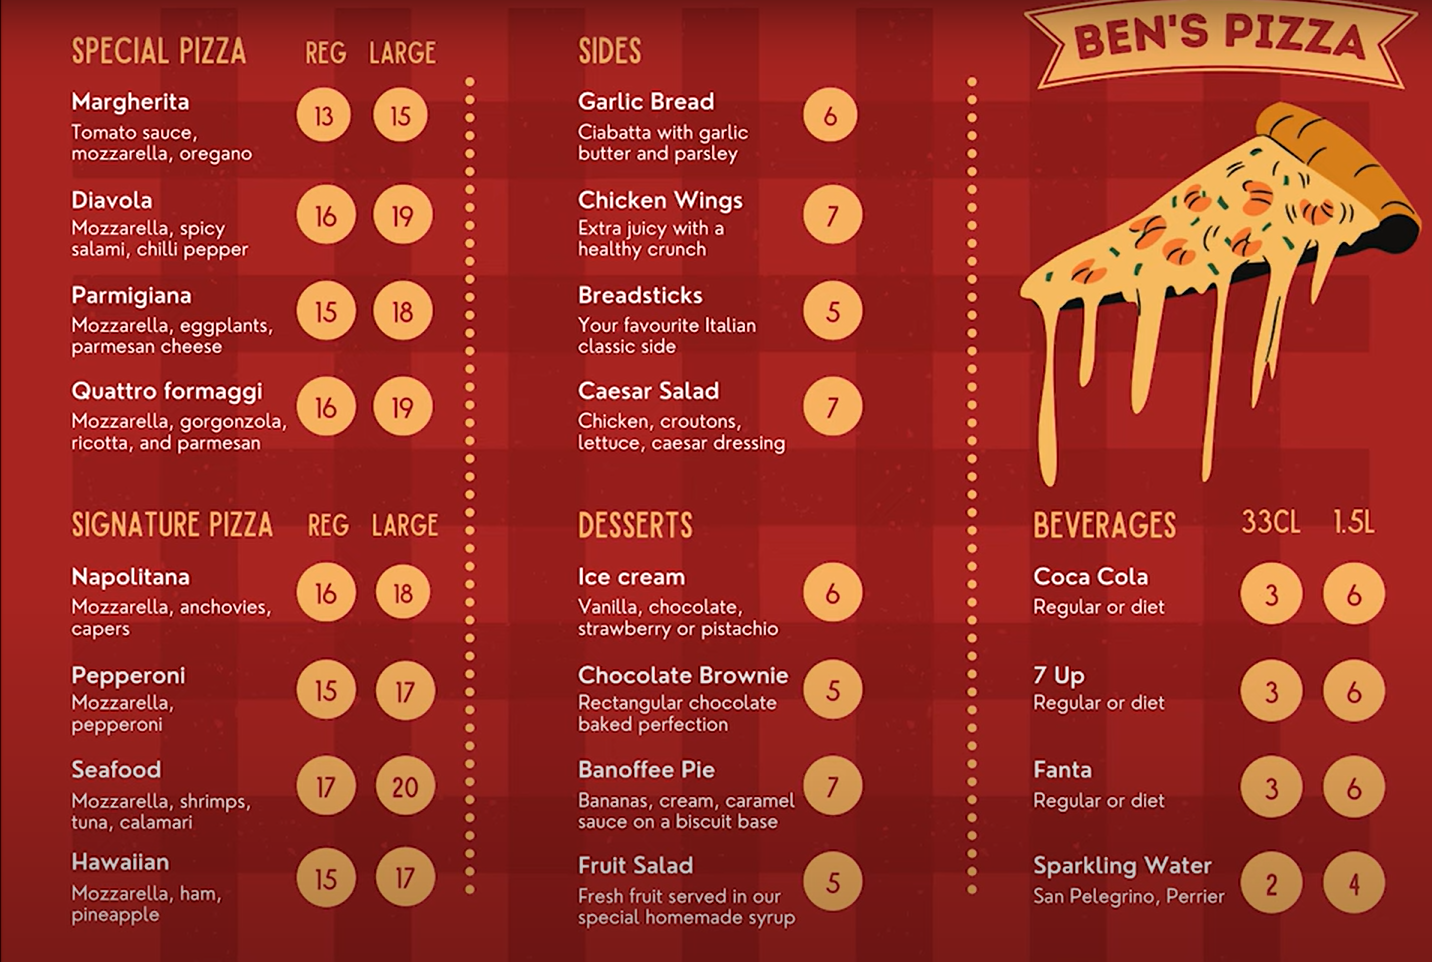 BEN'S PIZZA
SPECIAL PIZZA REG LARGE
Margherita 13 15
Tomato sauce,
mozzarella, oregano
Diavola 16 19
Mozzarella, spicy
salami, chilli pepper
Parmigiana 15 18
Mozzarella, eggplants,
parmesan cheese
Quattro formaggi 16 19
Mozzarella, gorgonzola,
ricotta, and parmesan
SIGNATURE PIZZA REG LARGE
Napolitana 16 18
Mozzarella, anchovies,
capers
Pepperoni 15 17
Mozzarella,
pepperoni
Seafood 17 20
Mozzarella, shrimps,
tuna, calamari
Hawaiian 15 17
Mozzarella, ham,
pineapple
SIDES
Garlic Bread 6
Ciabatta with garlic
butter and parsley
Chicken Wings 7
Extra juicy with a
healthy crunch
Breadsticks 5
Your favourite Italian
classic side
Caesar Salad 7
Chicken, croutons,
lettuce, caesar dressing
DESSERTS
Ice cream 6
Vanilla, chocolate,
strawberry or pistachio
Chocolate Brownie 5
Rectangular chocolate
baked perfection
Banoffee Pie 7
Bananas, cream, caramel
sauce on a biscuit base
Fruit Salad 5
Fresh fruit served in our
special homemade syrup
BEVERAGES 33CL 1.5L
Coca Cola 3 6
Regular or diet
7 Up 3 6
Regular or diet
Fanta 3 6
Regular or diet
Sparkling Water 2 4
San Pelegrino, Perrier